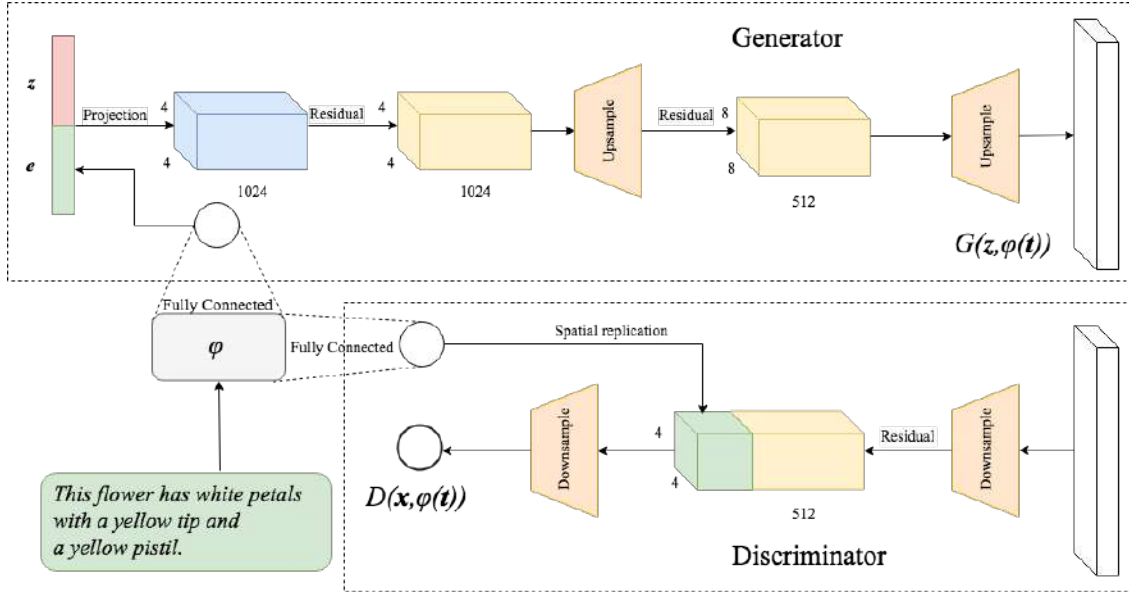 Generator
z
e
Projection
4
4
1024
Residual
4
4
1024
Upsample
Residual
8
8
512
Upsample
G(z,φ(t))
Fully Connected
φ
Fully Connected
Spatial replication
This flower has white petals
with a yellow tip and
a yellow pistil.
D(x,φ(t))
Downsample
4
4
512
Residual
Downsample
Discriminator